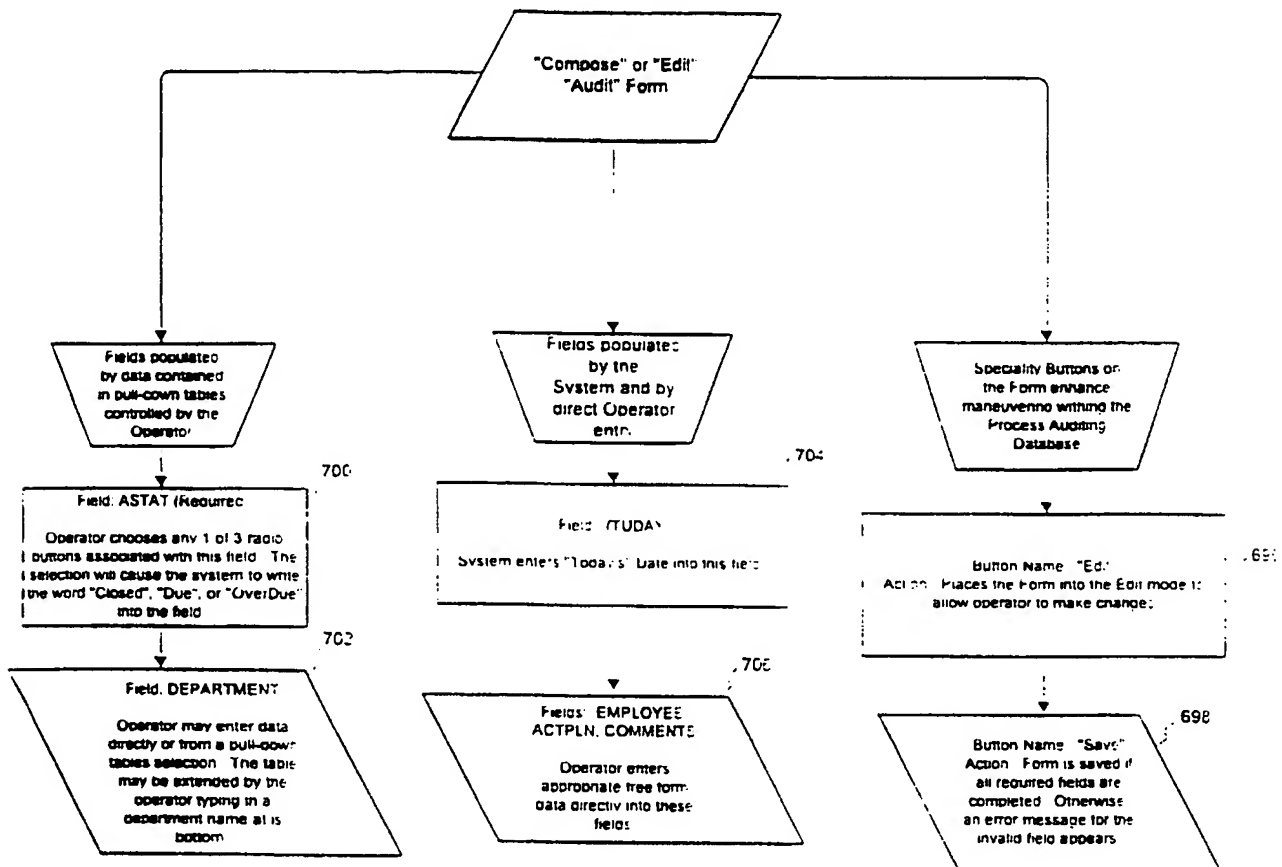 "Compose" or "Edit"
"Audit" Form
Fields populated
by data contained
in pull-down tables
controlled by the
Operator
700
Field: ASTAT (Required
Operator chooses any 1 of 3 radio
buttons associated with this field. The
selection will cause the system to write
the word "Closed", "Due", or "OverDue"
into the field
702
Field: DEPARTMENT
Operator may enter data
directly or from a pull-down
tables selection. The table
may be extended by the
operator typing in a
department name at is
bottom
Fields populated
by the
System and by
direct Operator
704
Field:
System enters "Today's" Date into this field
706
Fields: EMPLOYEE
ACTPLN, COMMENTS
Operator enters
appropriate free form
data directly into these
fields
Speciality Buttons on
the Form enhance
maneuvering withing the
Process Auditing
Database
Button Name: "Edit"
Action: Places the Form into the Edit mode to
allow operator to make changes
698
Button Name: "Save"
Action: Form is saved if
all required fields are
completed. Otherwise
an error message for the
invalid field appears